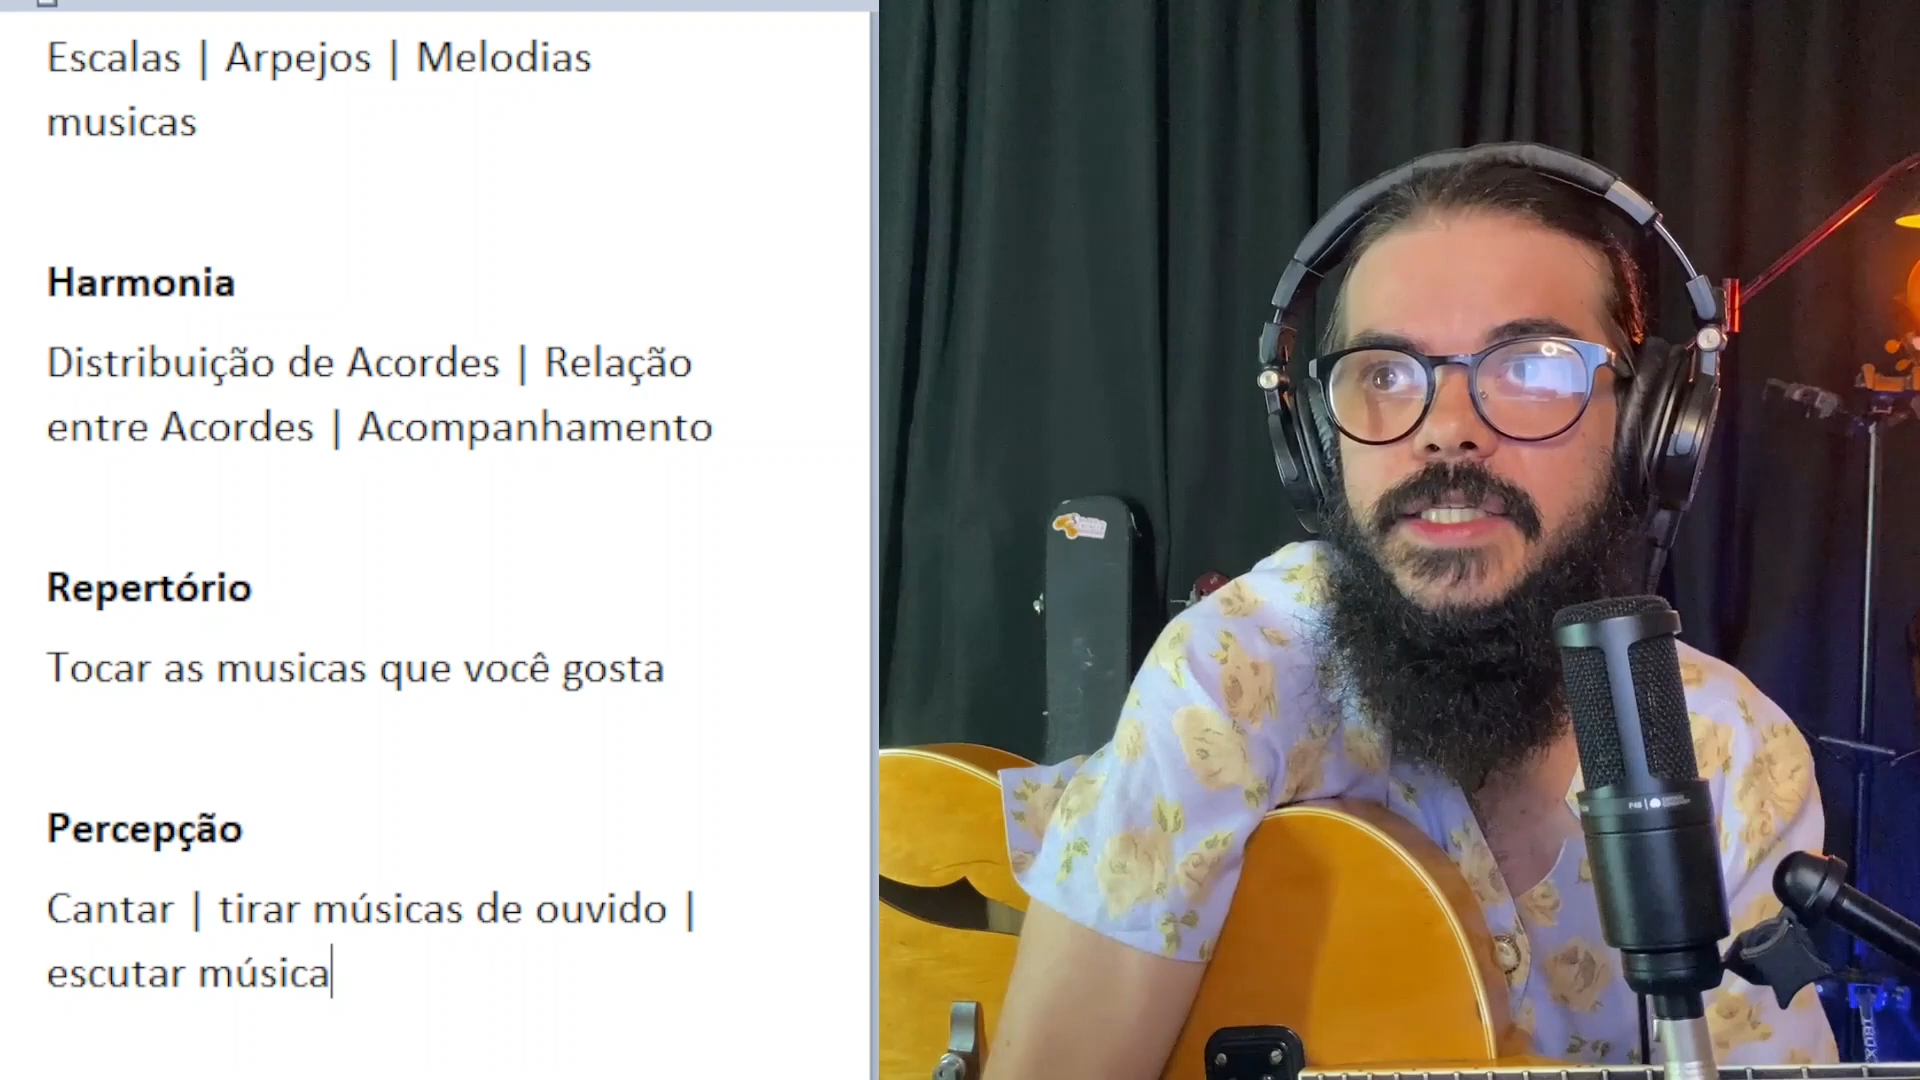 Escalas | Arpejos | Melodias
musicas
Harmonia
Distribuição de Acordes | Relação
entre Acordes | Acompanhamento
Repertório
Tocar as musicas que você gosta
Percepção
Cantar | tirar músicas de ouvido |
escutar música